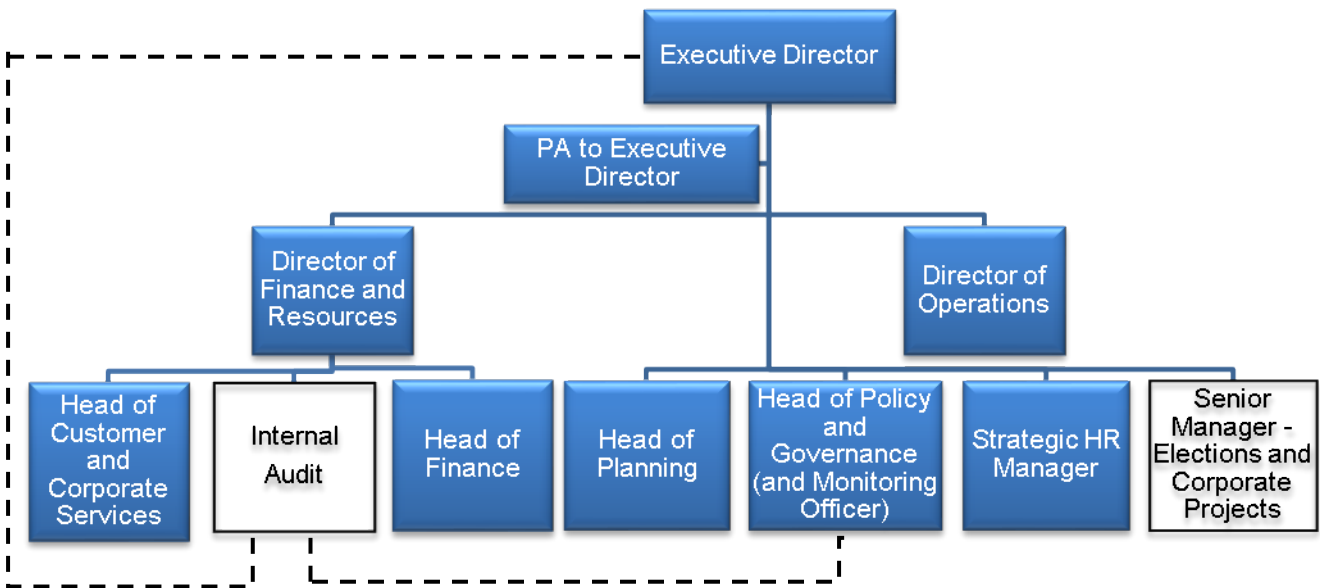 Executive Director
PA to Executive
Director
Director of
Finance and
Resources
Director of
Operations
Head of
Customer
and
Corporate
Services
Internal
Audit
Head of
Finance
Head of
Planning
Head of Policy
and
Governance
(and Monitoring
Officer)
Strategic HR
Manager
Senior
Manager -
Elections and
Corporate
Projects